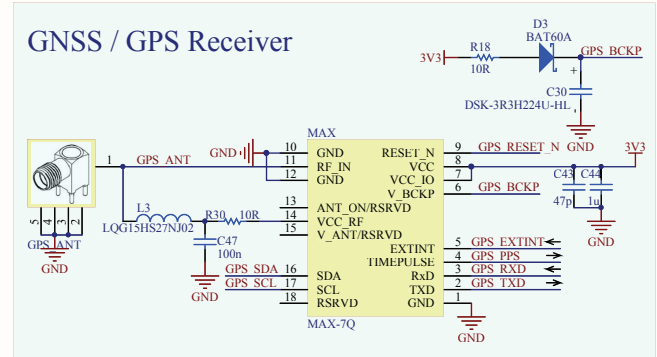 GNSS / GPS Receiver
D3
BAT60A
R18
3V3
10R
GPS_BCKP
+
C30
DSK-3R3H224U-HL
GND
MAX
GND 10 GND RESET_N 9 GPS_RESET_N
1 GPS_ANT 11 RF_IN VCC 8 3V3
12 GND VCC_IO 7
V_BCKP 6 GPS_BCKP
C43 C44
47p 1u
GND
13 ANT_ON/RSRVD
L3 R30 10R 14 VCC_RF
LQG15HS27NJ02 15 V_ANT/RSRVD
5 4 3 2
GPS_ANT
GND
C47
100n
GND
EXTINT 5 GPS_EXTINT
TIMEPULSE 4 GPS_PPS
GPS_SDA 16 SDA RxD 3 GPS_RXD
GPS_SCL 17 SCL TXD 2 GPS_TXD
18 RSRVD GND 1
MAX-7Q
GND